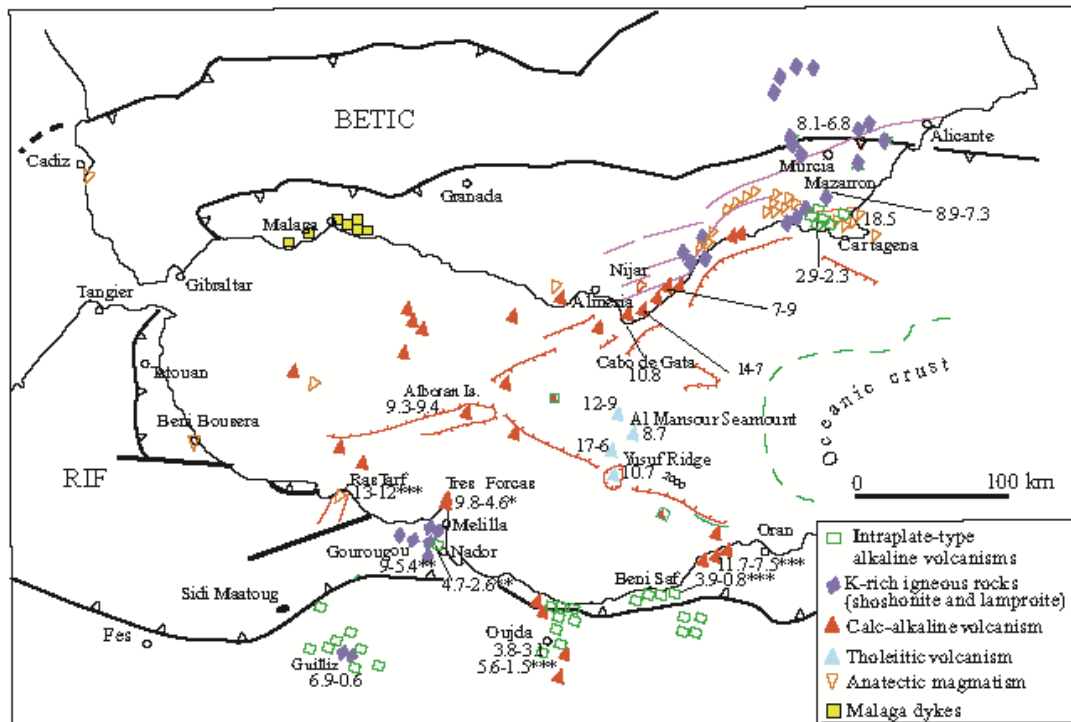 BETIC
8.1-6.8
Alicante
Cadiz
Murcia
Mazarron
Granada
Malaga
18.5
8.9-7.3
Cartagena
Gibraltar
Nijar
2.9-2.3
Tangier
Almeria
7-9
Cabo de Gata
10.8
14-7
Tetouan
Alboran Is.
9.3-9.4
12-9
Al Mansour Seamount
8.7
Oceanic crust
Beni Bousera
17-6
Yusuf Ridge
10.7
RIF
Ras Tarf
13-12***
Tres Forcas
9.8-4.6*
0
100 km
Melilla
Oran
Gourougou
9-5.4**
Nador
11.7-7.5***
4.7-2.6**
Beni Saf
3.9-0.8***
Sidi Maatoug
Fes
Oujda
3.8-3.1
5.6-1.5***
Guilliz
6.9-0.6
Intraplate-type
alkaline volcanisms
K-rich igneous rocks
(shoshonite and lamproite)
Calc-alkaline volcanism
Tholeiitic volcanism
Anatectic magmatism
Malaga dykes